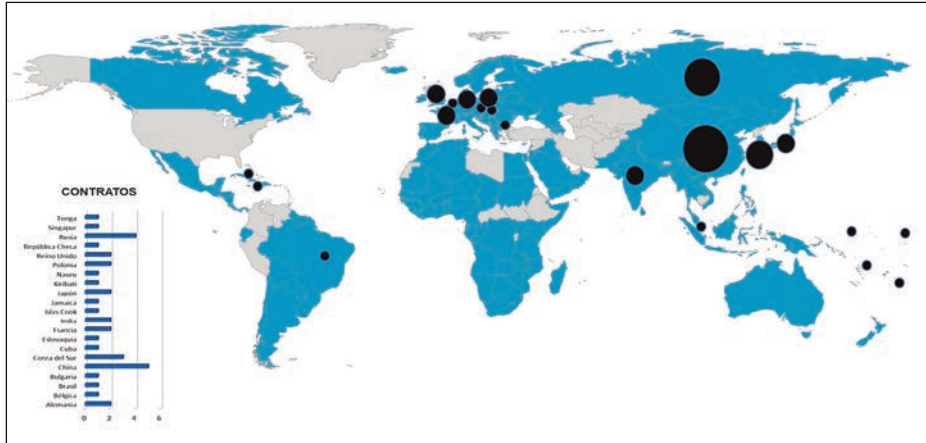 CONTRATOS
Tonga
Singapur
Rusia
República Checa
Reino Unido
Polonia
Nauru
Kiribati
Japón
Jamaica
Islas Cook
India
Francia
Eslovaquia
Cuba
Corea del Sur
China
Bulgaria
Brasil
Bélgica
Alemania
0 2 4 6